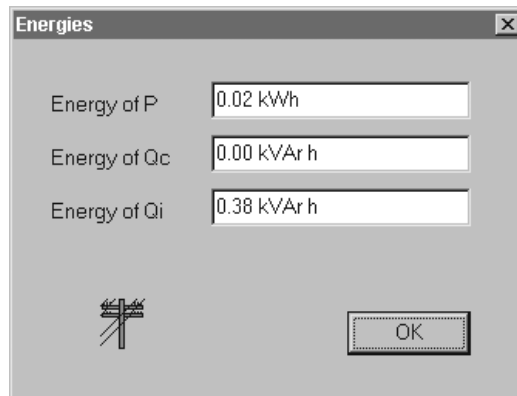 Energies
Energy of P 0.02 kWh
Energy of Qc 0.00 kVAr h
Energy of Qi 0.38 kVAr h
OK